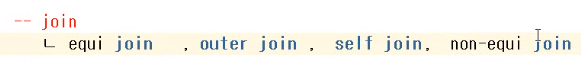 -- join
ㄴ equi join , outer join , self join, non-equi join